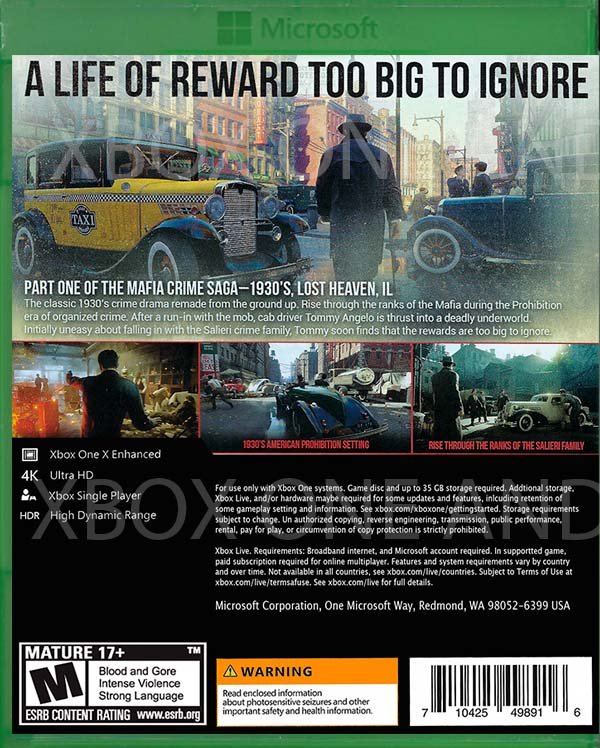 Microsoft
A LIFE OF REWARD TOO BIG TO IGNORE
XBOXONELAND
TAXI
PART ONE OF THE MAFIA CRIME SAGA—1930'S, LOST HEAVEN, IL
The classic 1930's crime drama remade from the ground up. Rise through the ranks of the Mafia during the Prohibition
era of organized crime. After a run-in with the mob, cab driver Tommy Angelo is thrust into a deadly underworld.
Initially uneasy about falling in with the Salieri crime family, Tommy soon finds that the rewards are too big to ignore.
1930'S AMERICAN PROHIBITION SETTING
RISE THROUGH THE RANKS OF THE SALIERI FAMILY
Xbox One X Enhanced
4K Ultra HD
Xbox Single Player
HDR High Dynamic Range
XBOXONELAND
For use only with Xbox One systems. Game disc and up to 35 GB storage required. Addtional storage,
Xbox Live, and/or hardware maybe required for some updates and features, inlcuding retention of
some gameplay setting and information. See xbox.com/xboxone/gettingstarted. Storage requirements
subject to change. Un authorized copying, reverse engineering, transmission, public performance,
rental, pay for play, or circumvention of copy protection is strictly prohibited.
Xbox Live. Requirements: Broadband internet, and Microsoft account required. In supportted game,
paid subscription required for online multiplayer. Features and system requirements vary by country
and over time. Not available in all countries, see xbox.com/live/countries. Subject to Terms of Use at
xbox.com/live/termsafuse. See xbox.com/live for full details.
Microsoft Corporation, One Microsoft Way, Redmond, WA 98052-6399 USA
MATURE 17+ TM
M
Blood and Gore
Intense Violence
Strong Language
ESRB CONTENT RATING www.esrb.org
WARNING
Read enclosed information
about photosensitive seizures and other
important safety and health information.
7 10425 49891 6